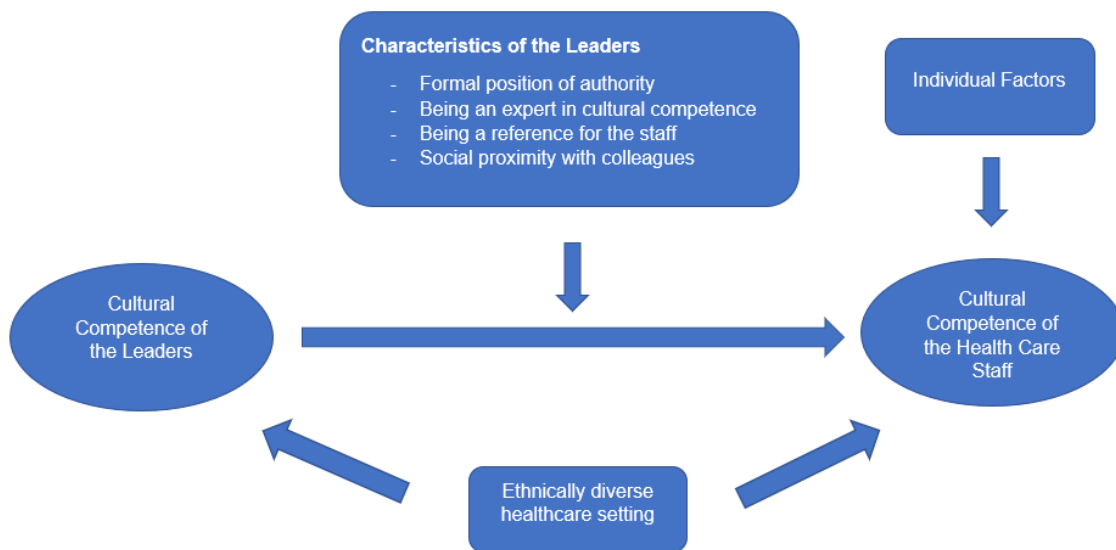 Characteristics of the Leaders
- Formal position of authority
- Being an expert in cultural competence
- Being a reference for the staff
- Social proximity with colleagues
Individual Factors
Cultural
Competence of
the Leaders
Cultural
Competence of
the Health Care
Staff
Ethnically diverse
healthcare setting